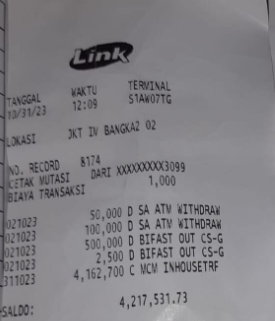 Link
TANGGAL WAKTU TERMINAL
10/31/23 12:09 S1AW07TG
LOKASI JKT IV BANGKA2 02
NO. RECORD 8174
CETAK MUTASI DARI XXXXXXXXX3099
BIAYA TRANSAKSI 1,000
021023 50,000 D SA ATM WITHDRAW
021023 100,000 D SA ATM WITHDRAW
021023 500,000 D BIFAST OUT CS-G
021023 2,500 D BIFAST OUT CS-G
311023 4,162,700 C MCM INHOUSETRF
SALDO: 4,217,531.73